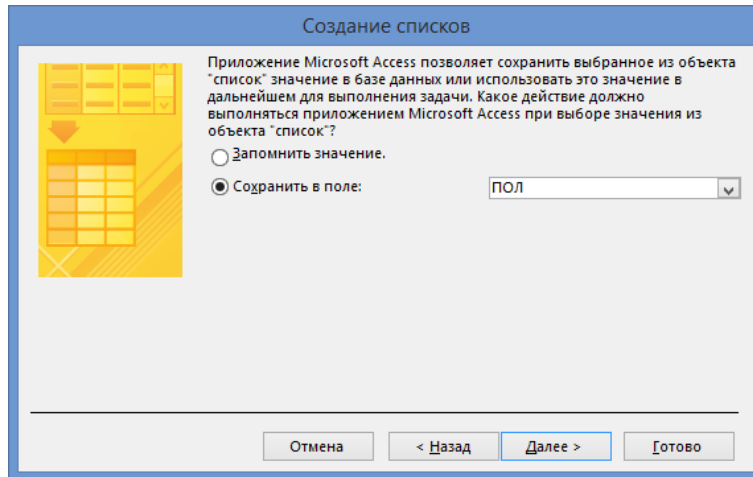 Создание списков
Приложение Microsoft Access позволяет сохранить выбранное из объекта
"список" значение в базе данных или использовать это значение в
дальнейшем для выполнения задачи. Какое действие должно
выполняться приложением Microsoft Access при выборе значения из
объекта "список"?
Запомнить значение.
Сохранить в поле: ПОЛ
Отмена < Назад Далее > Готово